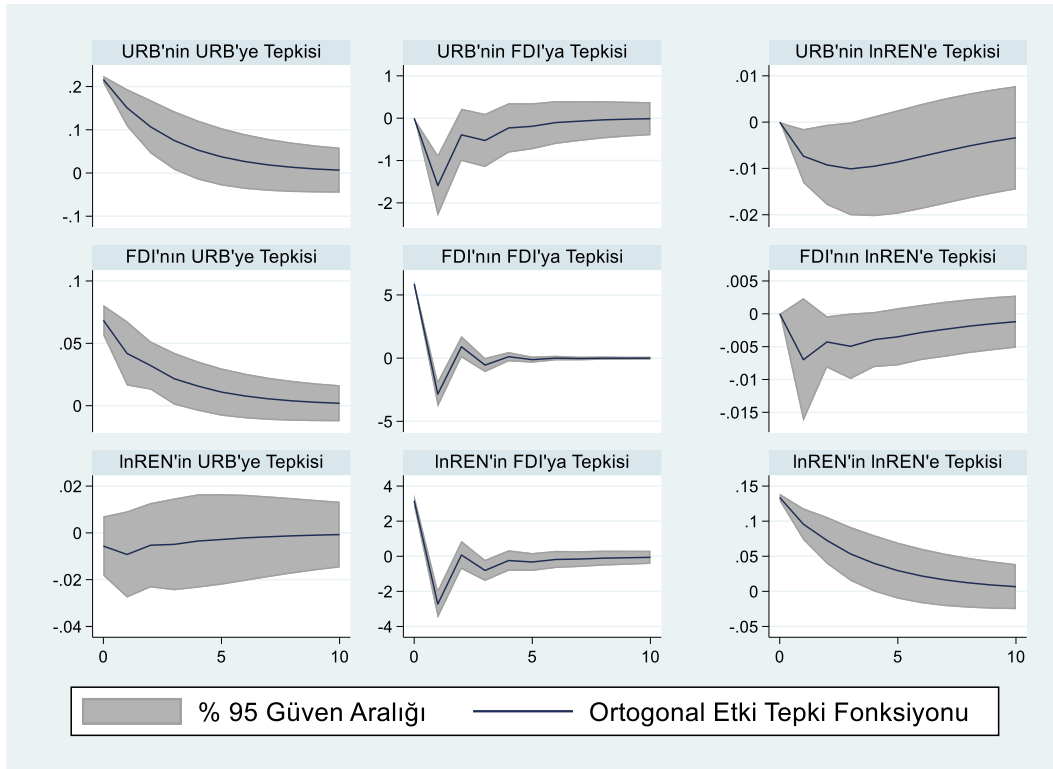 URB'nin URB'ye Tepkisi
.2
.1
0
-.1
URB'nin FDI'ya Tepkisi
1
0
-1
-2
URB'nin lnREN'e Tepkisi
.01
0
-.01
-.02
FDI'nın URB'ye Tepkisi
.1
.05
0
FDI'nın FDI'ya Tepkisi
5
0
-5
FDI'nın lnREN'e Tepkisi
.005
0
-.005
-.01
-.015
lnREN'in URB'ye Tepkisi
.02
0
-.02
-.04
0 5 10
lnREN'in FDI'ya Tepkisi
4
2
0
-2
-4
0 5 10
lnREN'in lnREN'e Tepkisi
.15
.1
.05
0
-.05
0 5 10
% 95 Güven Aralığı Ortogonal Etki Tepki Fonksiyonu